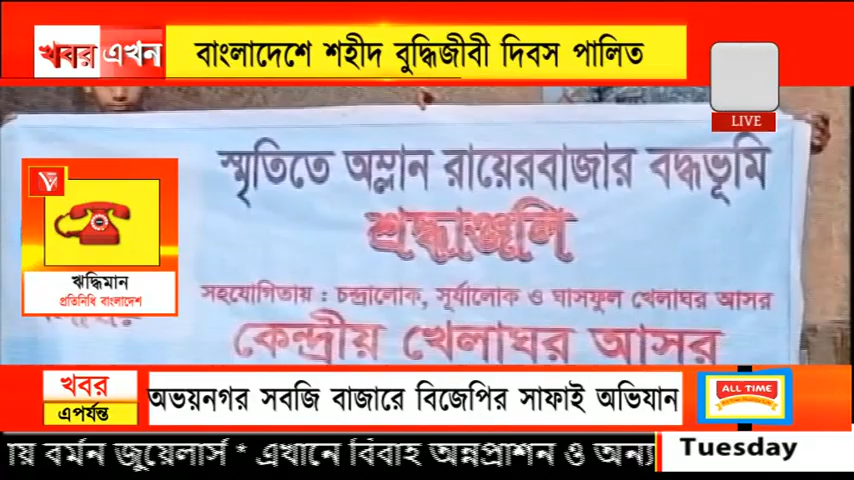 খবর এখন
বাংলাদেশে শহীদ বুদ্ধিজীবী দিবস পালিত
LIVE
স্মৃতিতে অম্লান রায়েরবাজার বদ্ধভূমি
শ্রদ্ধাঞ্জলি
সহযোগিতায় : চন্দ্রালোক, সূর্যালোক ও ঘাসফুল খেলাঘর আসর
কেন্দ্রীয় খেলাঘর আসর
ঋদ্ধিমান
প্রতিনিধি বাংলাদেশ
খবর
এপর্যন্ত
অভয়নগর সবজি বাজারে বিজেপির সাফাই অভিযান
ALL TIME
য় বর্মন জুয়েলার্স * এখানে বিবাহ অন্নপ্রাশন ও অন্য
Tuesday